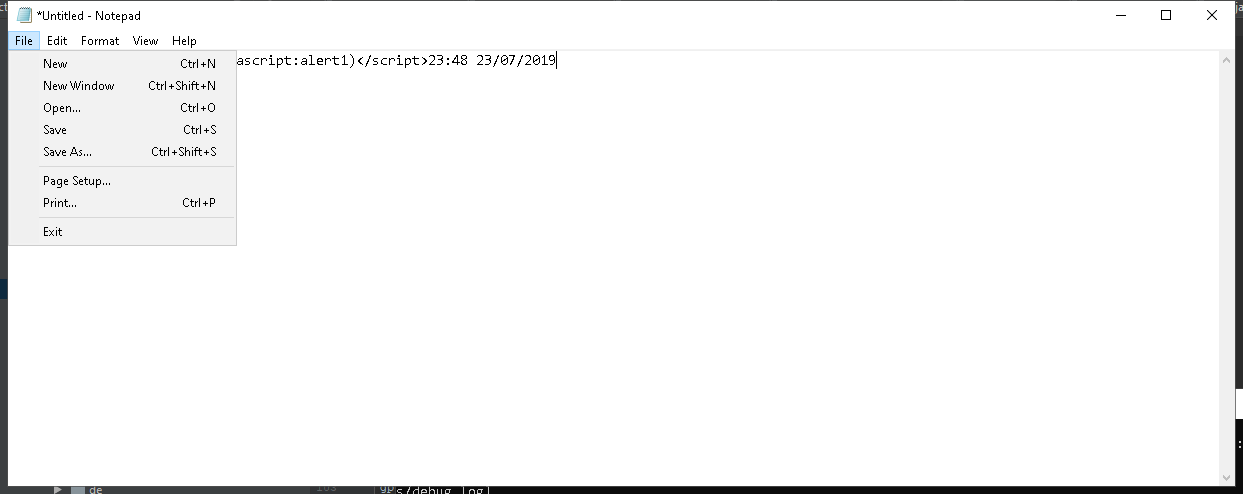 *Untitled - Notepad
File Edit Format View Help
ascript:alert1)</script>23:48 23/07/2019
New Ctrl+N
New Window Ctrl+Shift+N
Open... Ctrl+O
Save Ctrl+S
Save As... Ctrl+Shift+S
Page Setup...
Print... Ctrl+P
Exit
de
s/debug.log